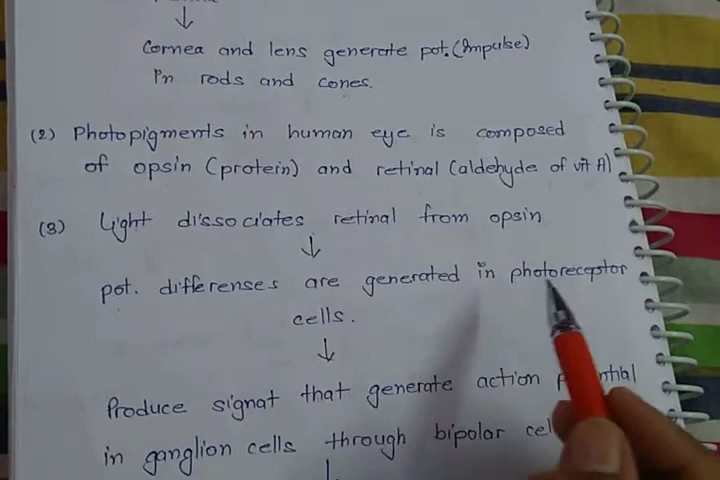 Cornea and lens generate pot. (Impulse)
in rods and cones.
(2) Photopigments in human eye is composed
of opsin (protein) and retinal (aldehyde of vit A)
(3) Light dissociates retinal from opsin
↓
pot. differenses are generated in photoreceptor
cells.
↓
Produce signat that generate action
in ganglion cells through bipolar